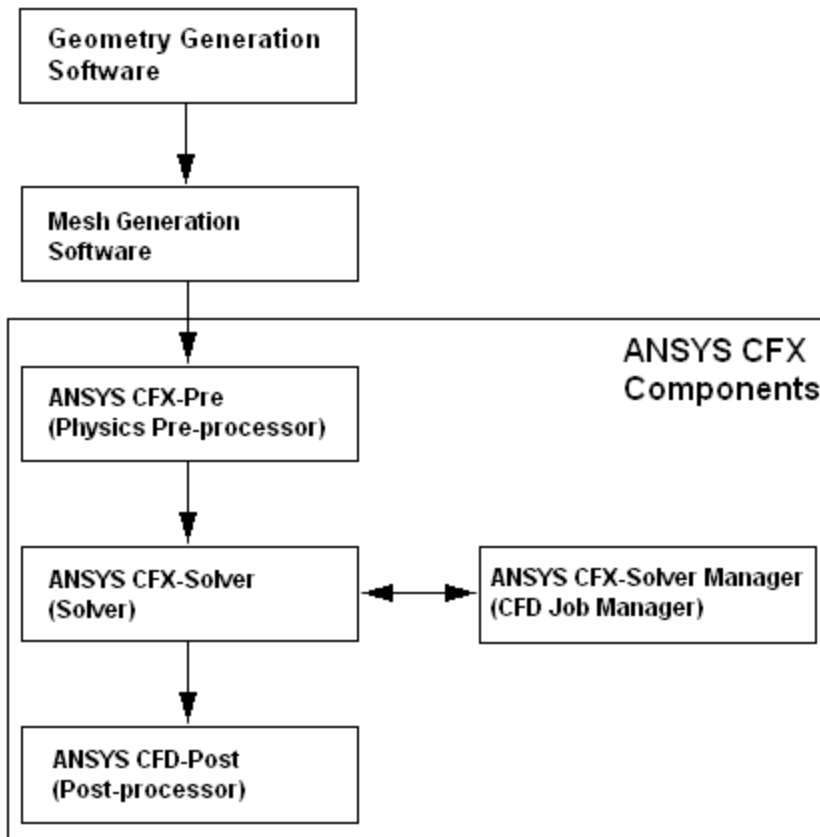 Geometry Generation
Software
Mesh Generation
Software
ANSYS CFX
Components
ANSYS CFX-Pre
(Physics Pre-processor)
ANSYS CFX-Solver
(Solver)
ANSYS CFX-Solver Manager
(CFD Job Manager)
ANSYS CFD-Post
(Post-processor)